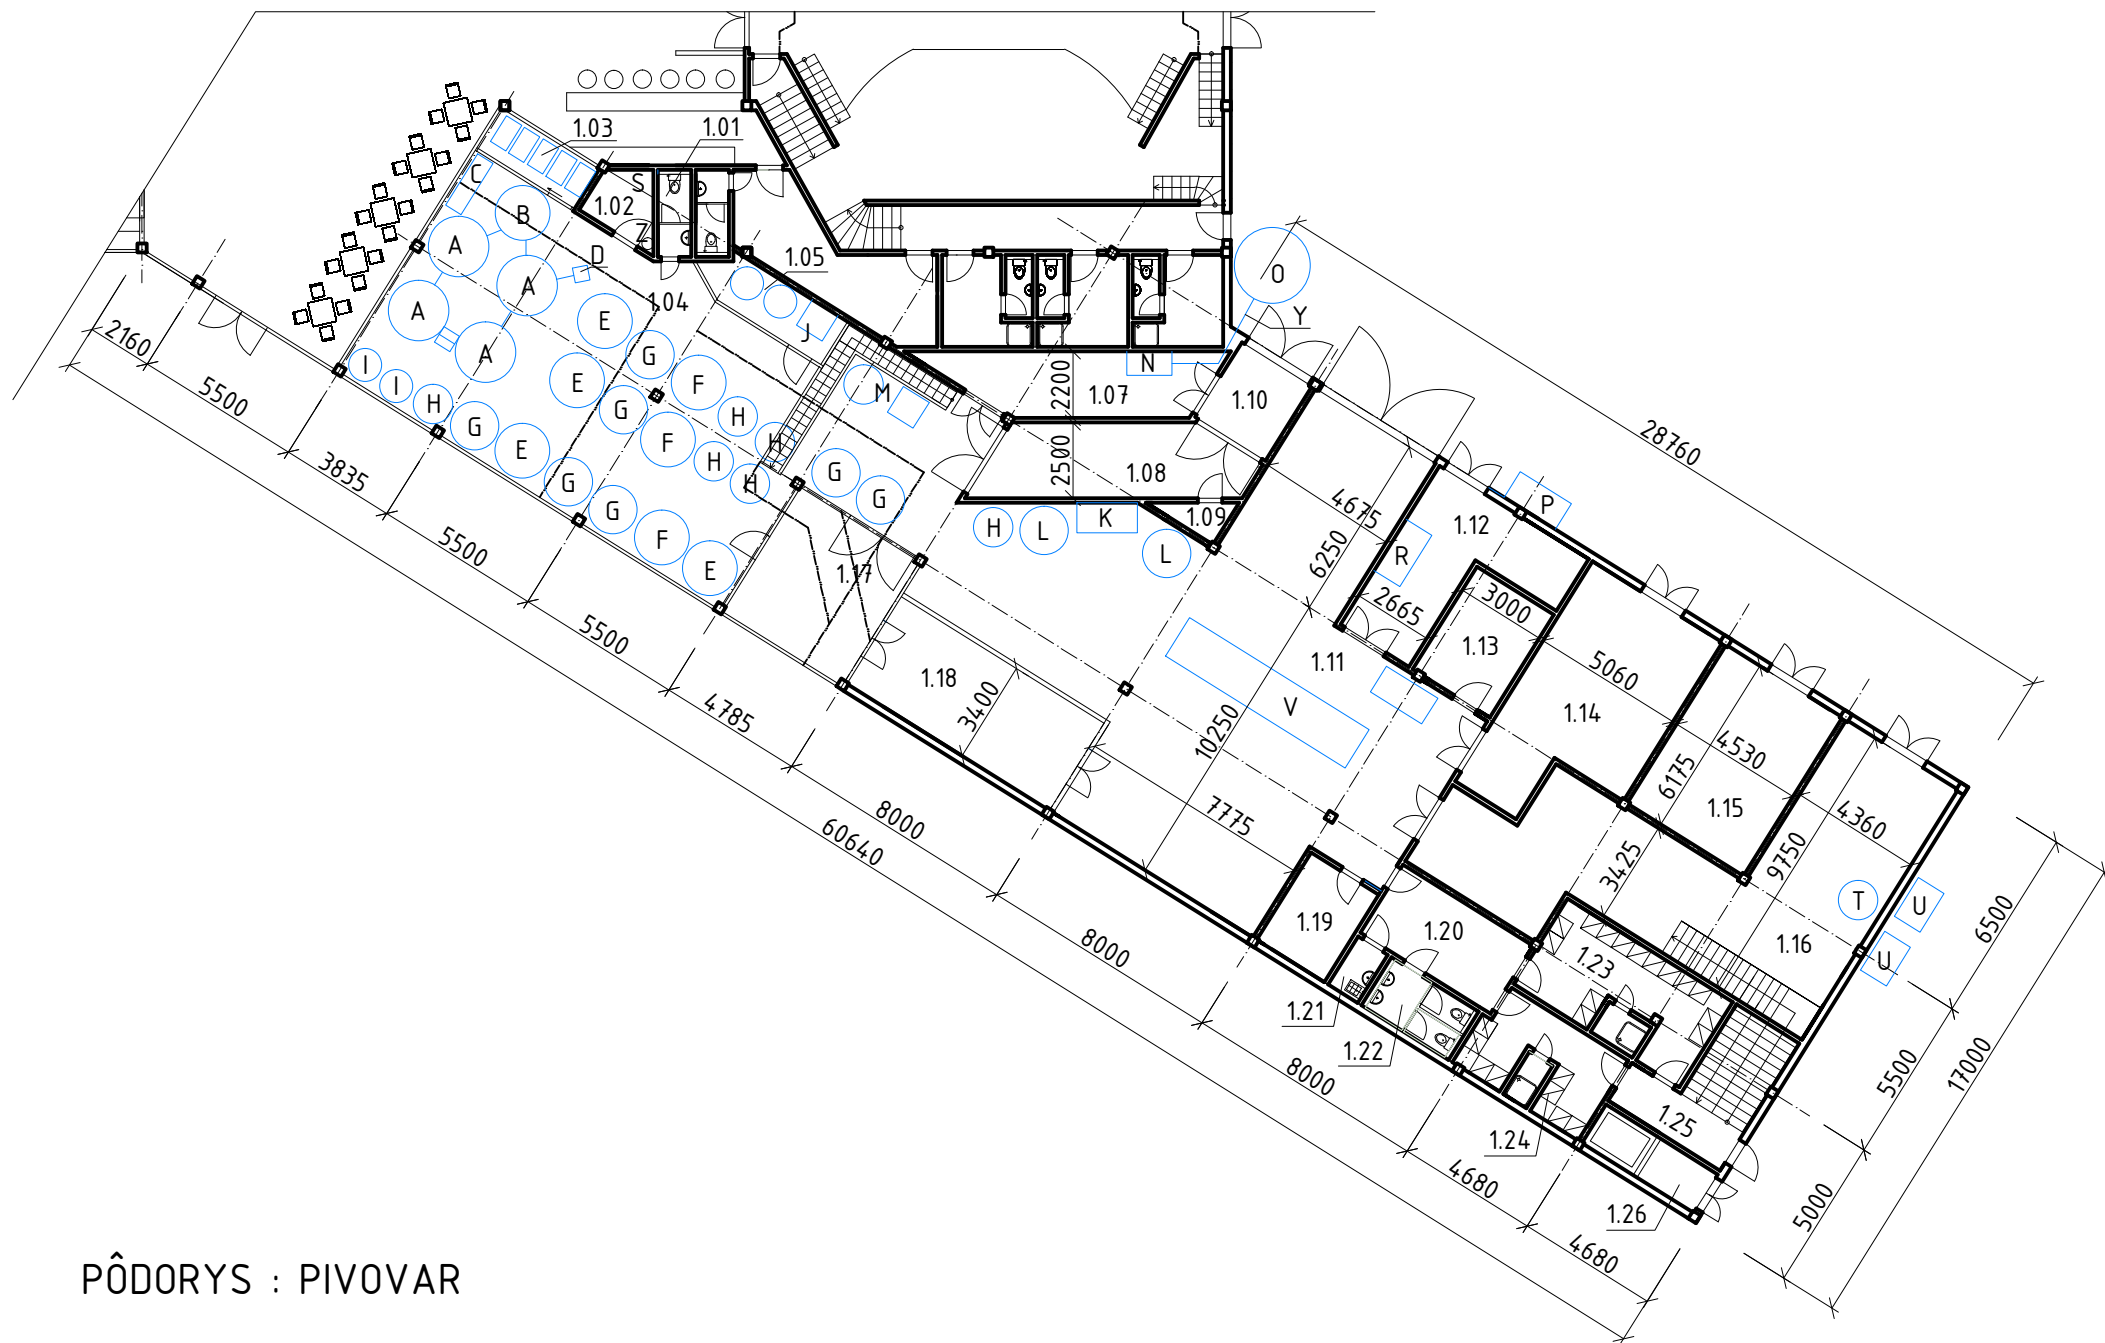 1.03
1.01
C
S
1.02
B
Z
A
D
1.05
O
A
1.04
Y
A
E
J
N
A
G
2160
I
I
E
F
M
1.07
2200
1.10
H
G
H
5500
G
F
H
H
28760
E
H
G
2500
1.08
3835
G
H
G
4675
1.12
P
G
H
L
K
1.09
F
L
6250
R
5500
E
1.17
2665
3000
5500
1.18
1.11
1.13
5060
3400
V
1.14
4785
10250
4530
6175
8000
7775
1.15
4360
60640
9750
3425
T
U
6500
1.19
1.20
8000
1.23
1.16
U
1.21
1.22
8000
5500
17000
1.25
1.24
4680
5000
1.26
4680
PÔDORYS : PIVOVAR